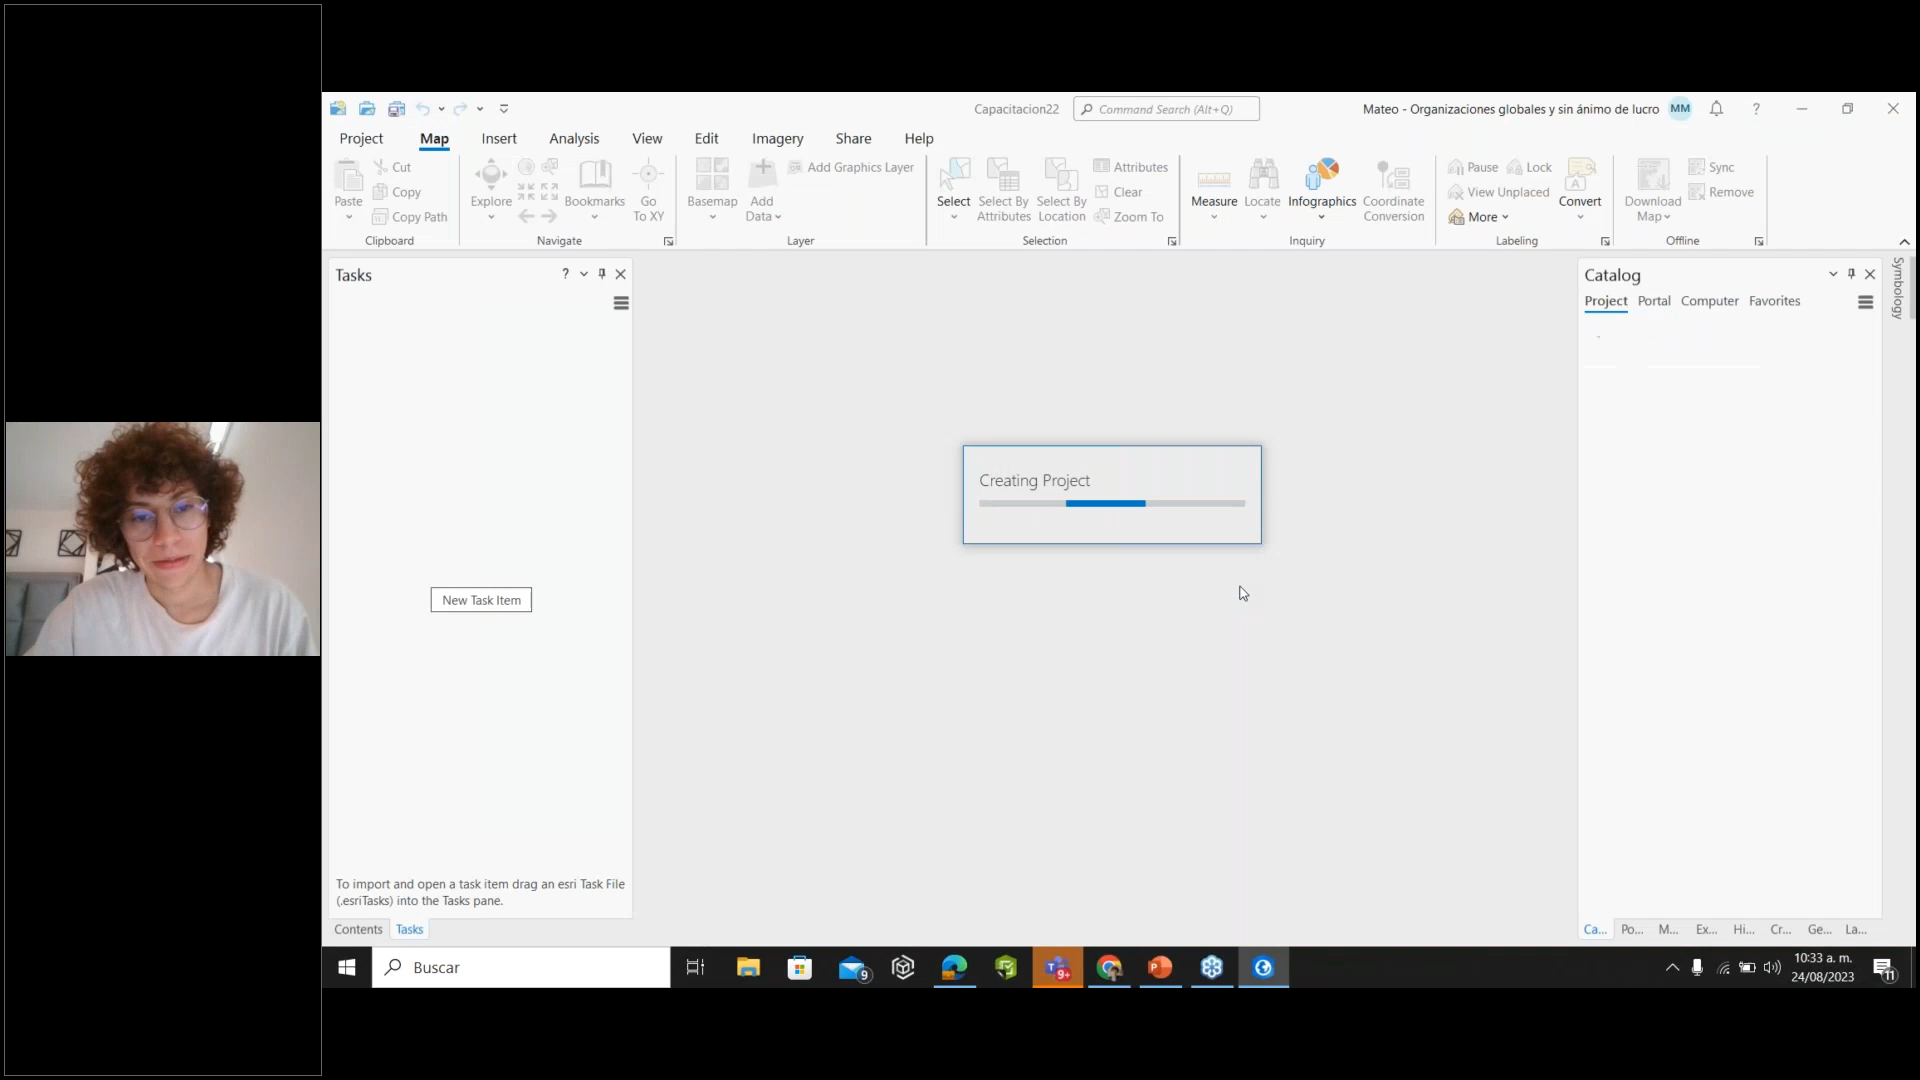 Capacitacion22
Command Search (Alt+Q)
Mateo - Organizaciones globales y sin ánimo de lucro
MM
?
Project
Map
Insert
Analysis
View
Edit
Imagery
Share
Help
Paste
Cut
Copy
Copy Path
Clipboard
Explore
Bookmarks
Go
To XY
Navigate
Basemap
Add
Data
Add Graphics Layer
Layer
Select
Select By
Attributes
Select By
Location
Attributes
Clear
Zoom To
Selection
Measure
Locate
Infographics
Coordinate
Conversion
Inquiry
Pause
Lock
View Unplaced
More
Convert
Labeling
Download
Map
Sync
Remove
Offline
Tasks
?
New Task Item
To import and open a task item drag an esri Task File
(.esriTasks) into the Tasks pane.
Contents
Tasks
Creating Project
Catalog
Project
Portal
Computer
Favorites
Symbology
Ca...
Po...
M...
Ex...
Hi...
Cr...
Ge...
La...
Buscar
9
9+
10:33 a. m.
24/08/2023
11